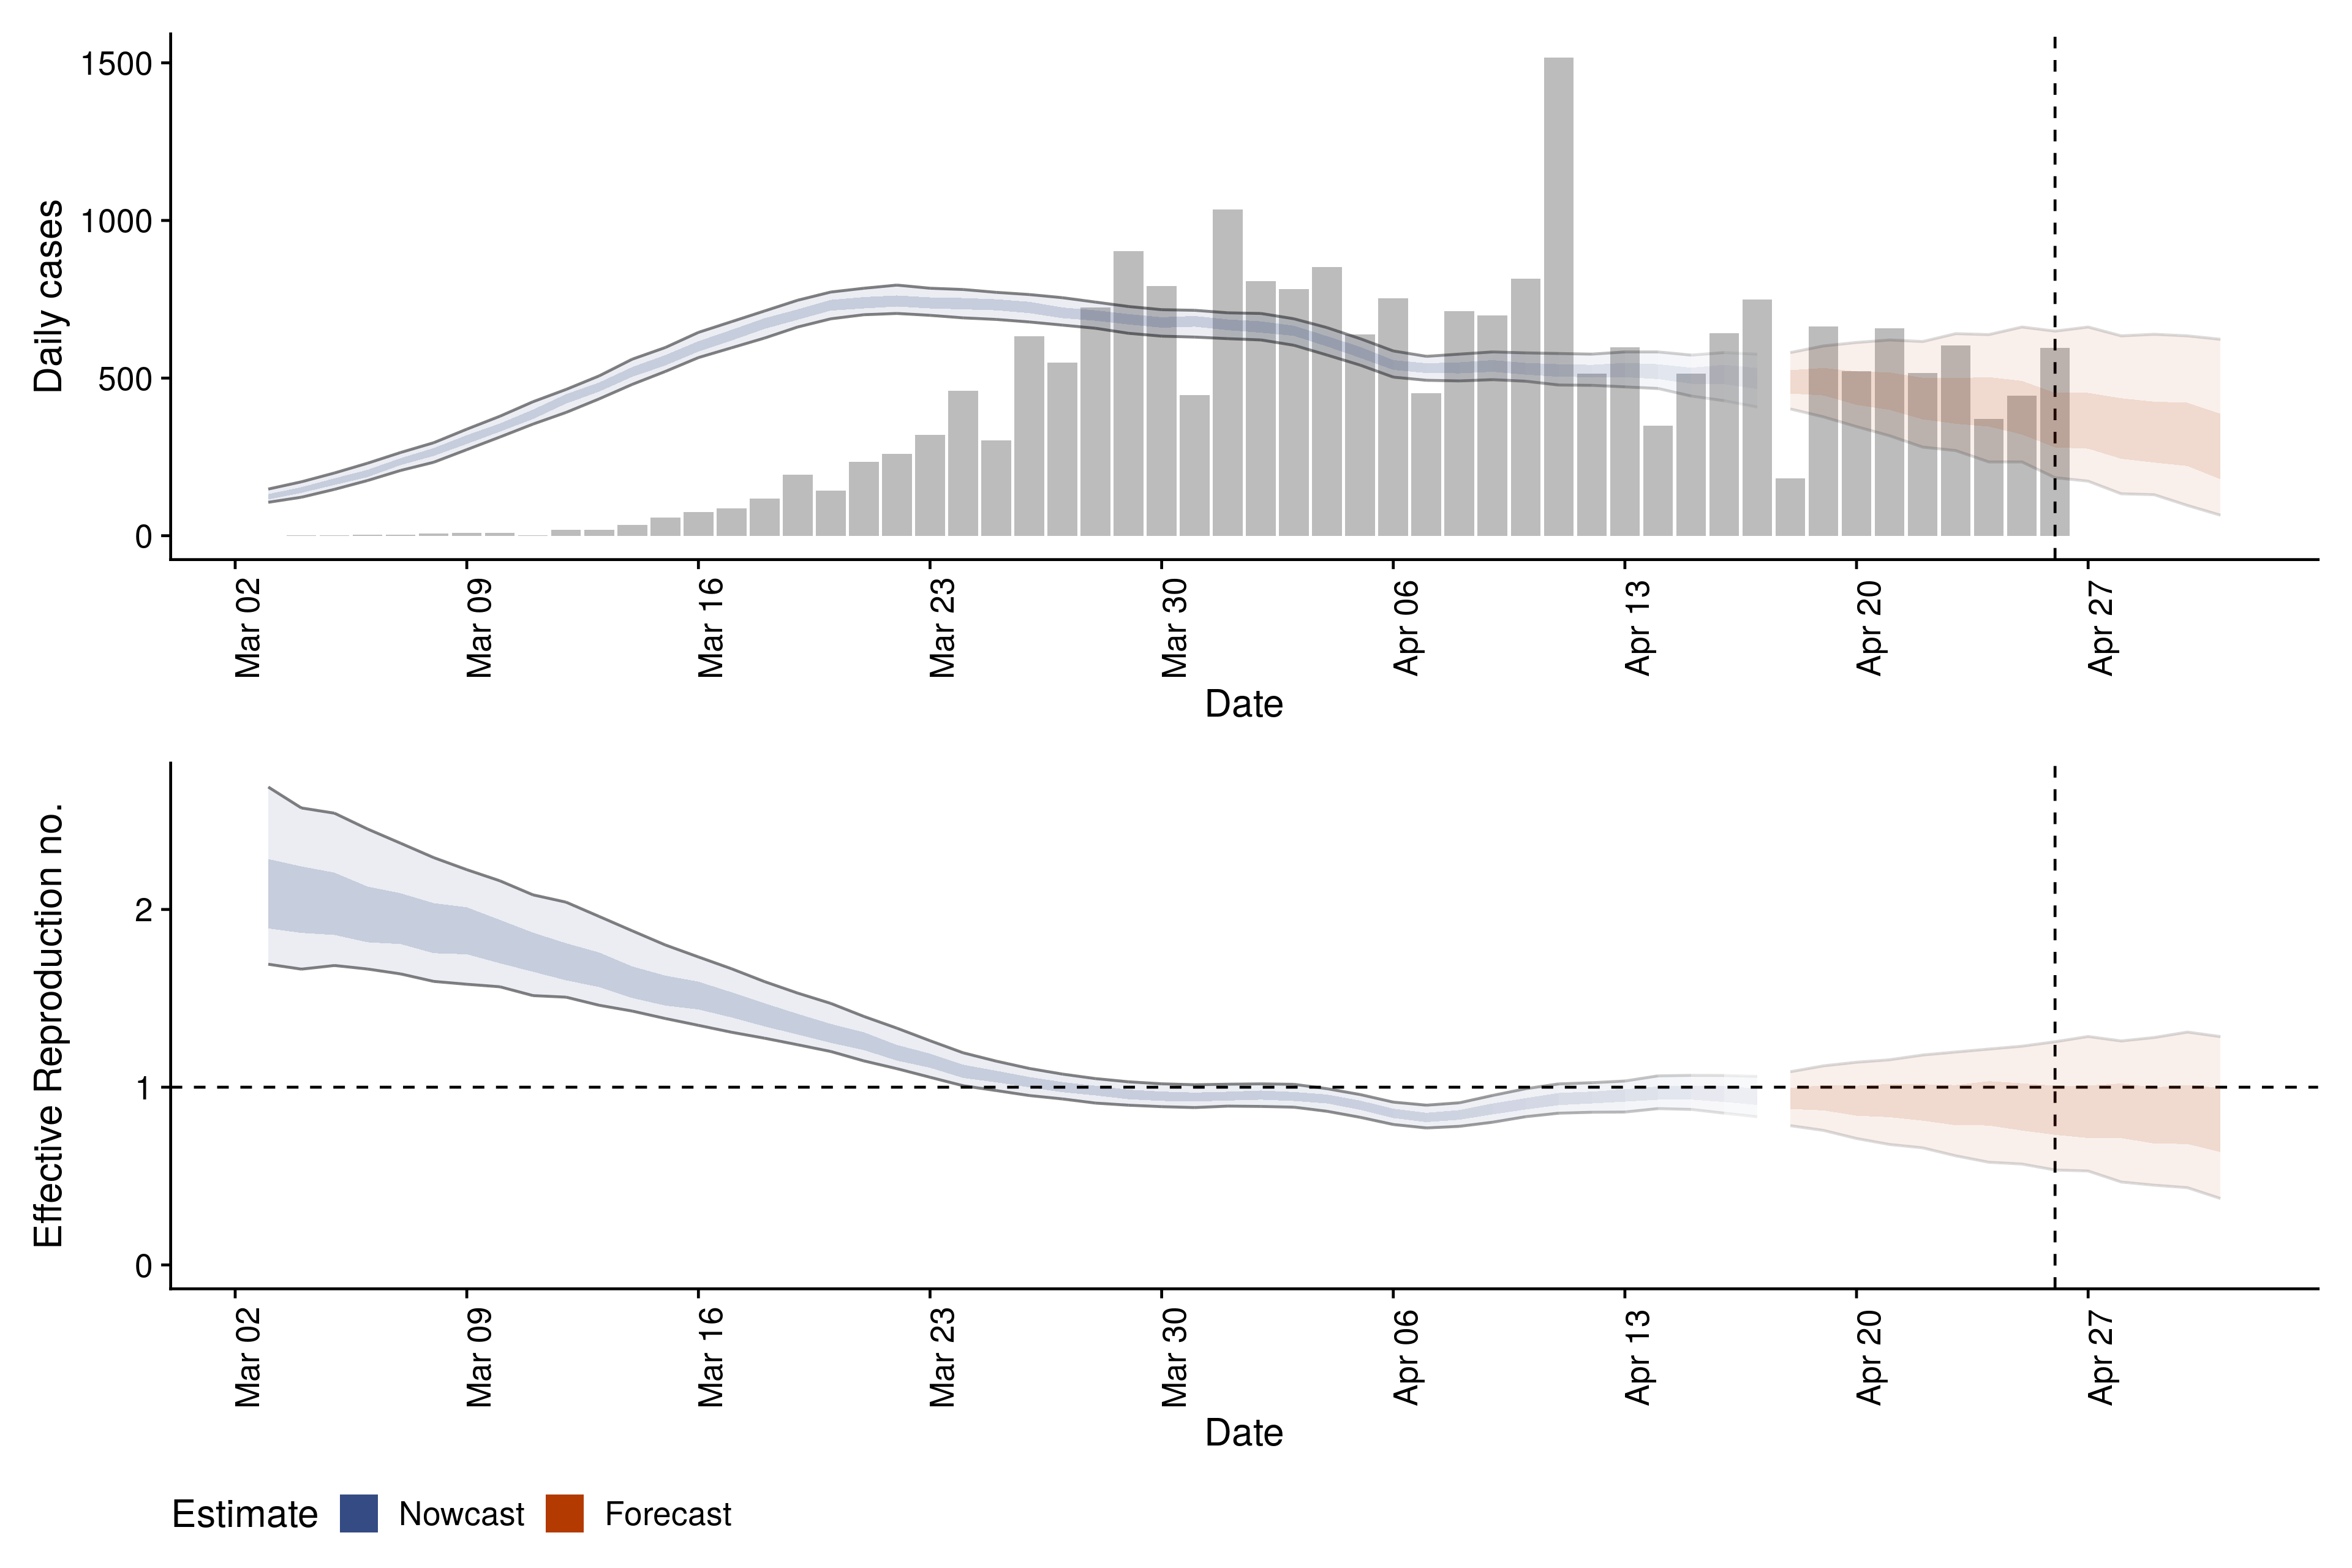 Daily cases
1500
1000
500
0
Mar 02
Mar 09
Mar 16
Mar 23
Mar 30
Apr 06
Apr 13
Apr 20
Apr 27
Date
Effective Reproduction no.
2
1
0
Mar 02
Mar 09
Mar 16
Mar 23
Mar 30
Apr 06
Apr 13
Apr 20
Apr 27
Date
Estimate Nowcast Forecast